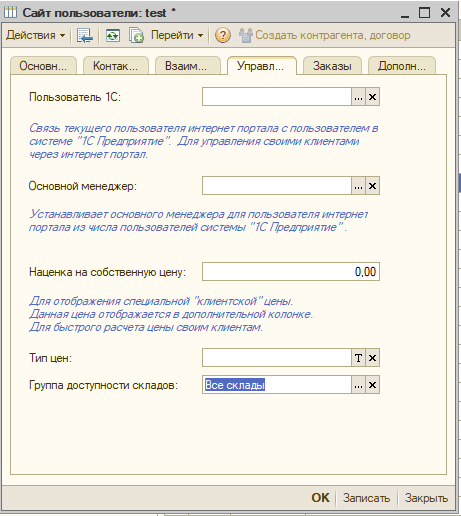 Сайт пользователи: test *
Действия Перейти ? Создать контрагента, договор
Основн... Контак... Взаим... Управл... Заказы Дополн...
Пользователь 1С: ... ×
Связь текущего пользователя интернет портала с пользователем в
системе "1С Предприятие". Для управления своими клиентами
через интернет портал.
Основной менеджер: ... ×
Устанавливает основного менеджера для пользователя интернет
портала из числа пользователей системы "1С Предприятие" .
Наценка на собственную цену: 0,00
Для отображения специальной "клиентской" цены.
Данная цена отображается в дополнительной колонке.
Для быстрого расчета цены своим клиентам.
Тип цен: T ×
Группа доступности складов: Все склады ... ×
OK Записать Закрыть